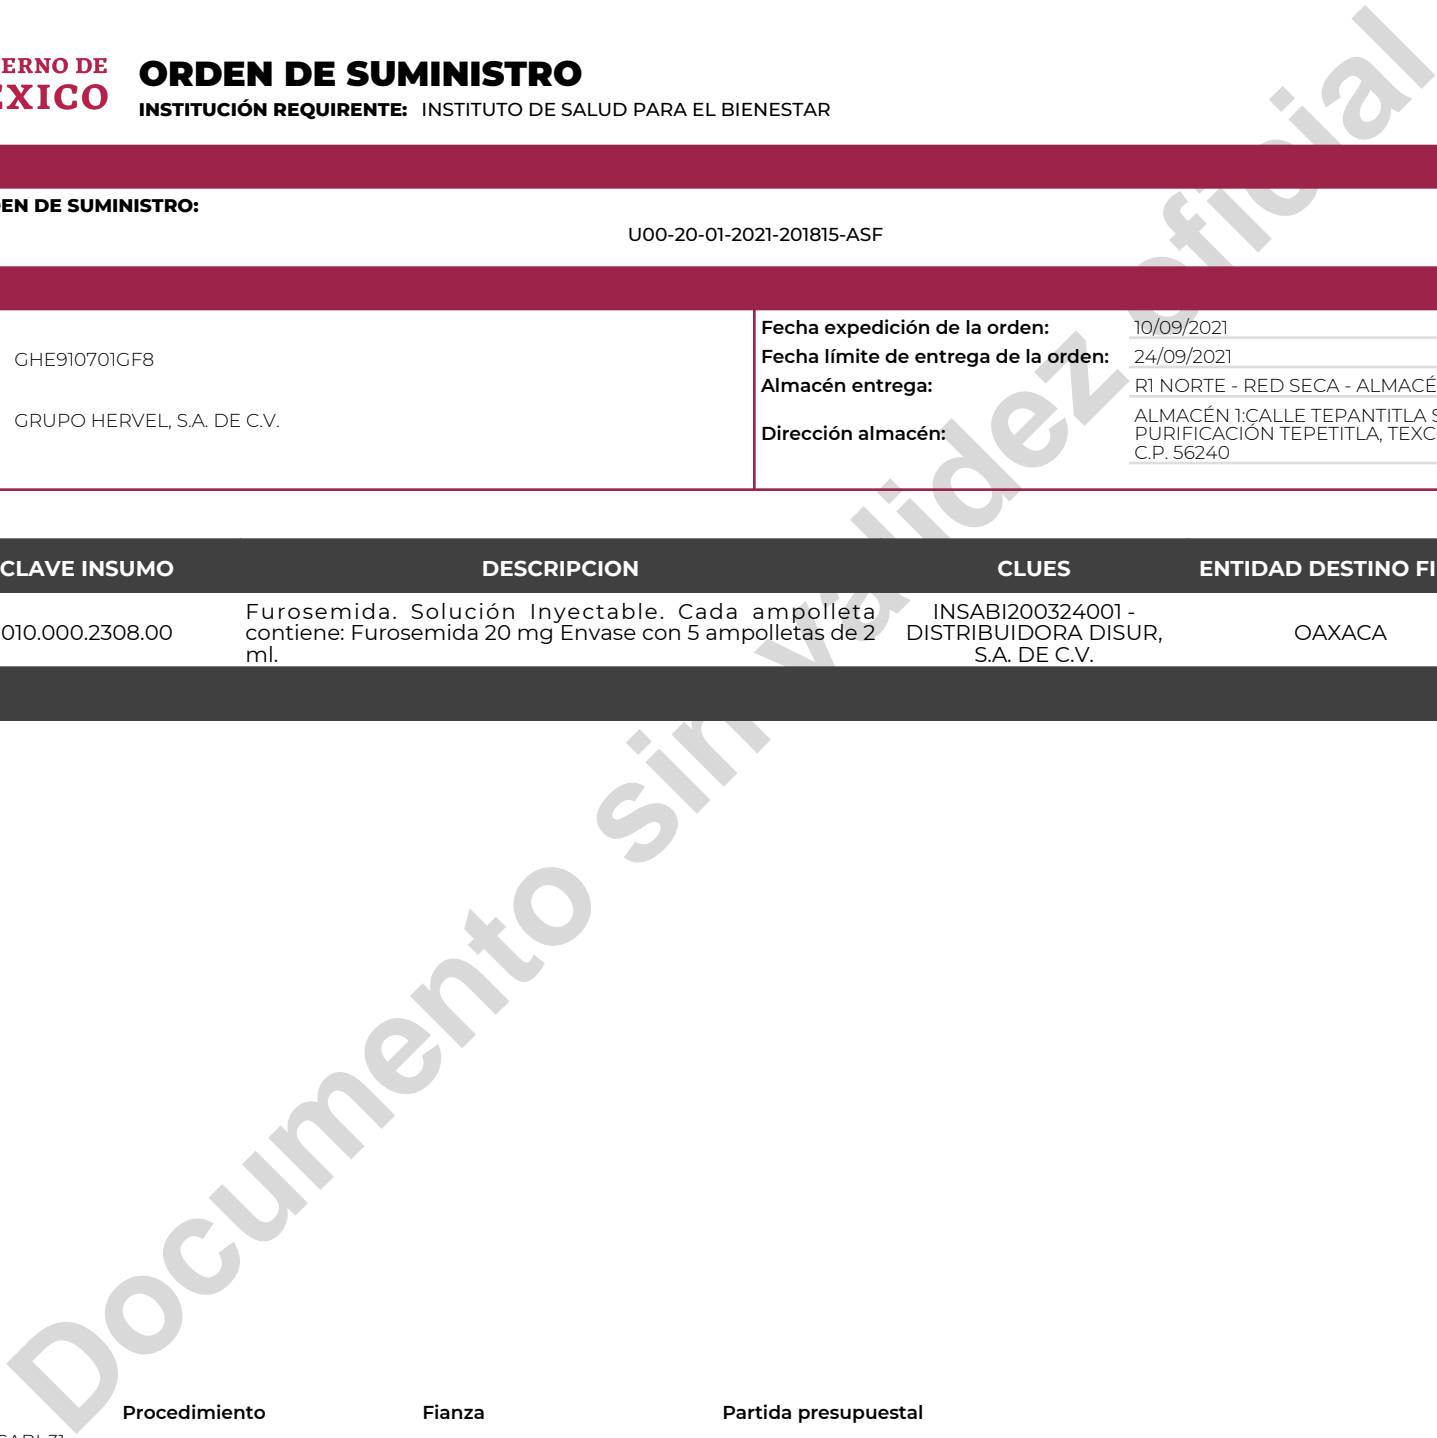 ERNO DE
ÉXICO
ORDEN DE SUMINISTRO
INSTITUCIÓN REQUIRENTE: INSTITUTO DE SALUD PARA EL BIENESTAR
EN DE SUMINISTRO:
U00-20-01-2021-201815-ASF
GHE910701GF8
GRUPO HERVEL, S.A. DE C.V.
Fecha expedición de la orden: 10/09/2021
Fecha límite de entrega de la orden: 24/09/2021
Almacén entrega: R1 NORTE - RED SECA - ALMACÉ
Dirección almacén: ALMACÉN 1:CALLE TEPANTITLA S
PURIFICACIÓN TEPETITLA, TEXC
C.P. 56240
CLAVE INSUMO DESCRIPCION CLUES ENTIDAD DESTINO FI
010.000.2308.00
Furosemida. Solución Inyectable. Cada ampolleta
contiene: Furosemida 20 mg Envase con 5 ampolletas de 2
ml.
INSABI200324001 -
DISTRIBUIDORA DISUR,
S.A. DE C.V.
OAXACA
Documento sin validez oficial
Procedimiento Fianza Partida presupuestal